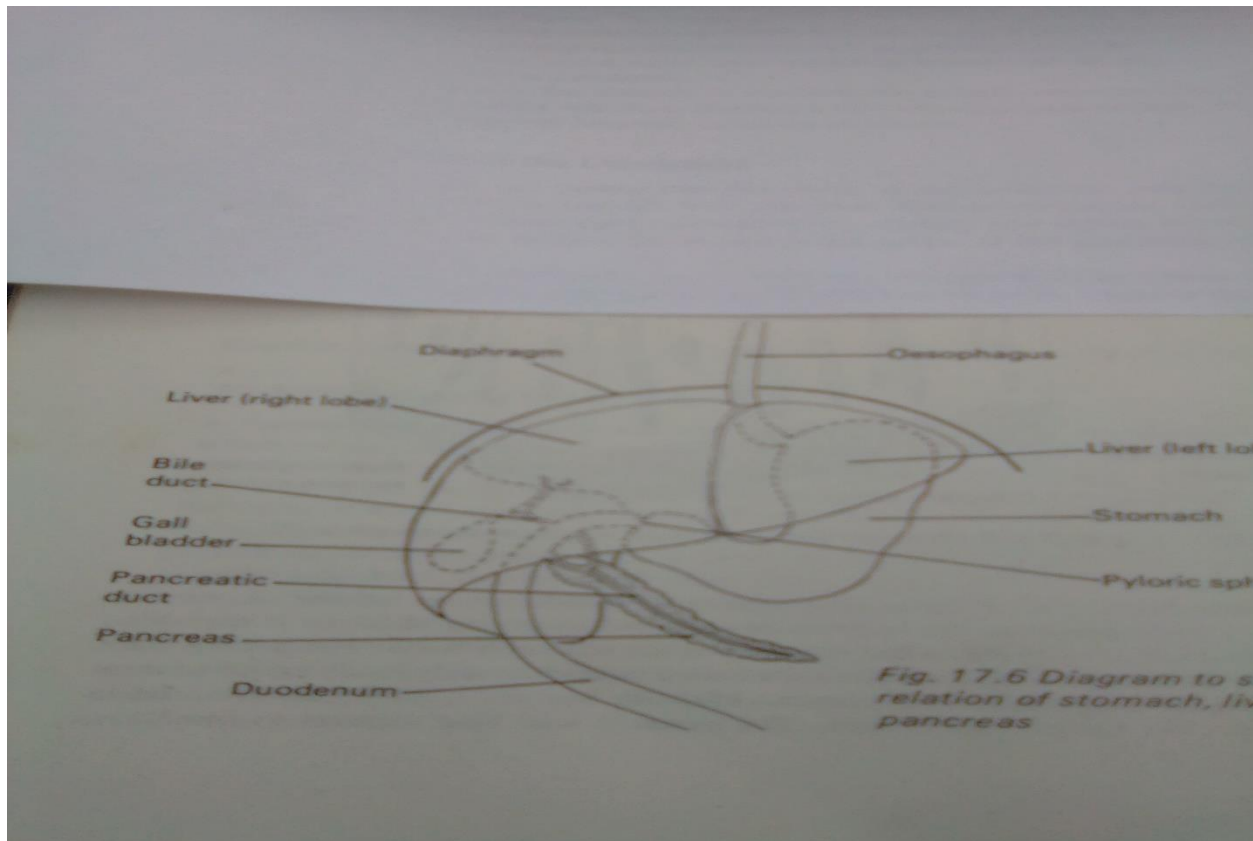 Diaphragm
Oesophagus
Liver (right lobe)
Liver (left lo
Bile
duct
Stomach
Gall
bladder
Pyloric sph
Pancreatic
duct
Pancreas
Duodenum
Fig. 17.6 Diagram to s
relation of stomach, liv
pancreas